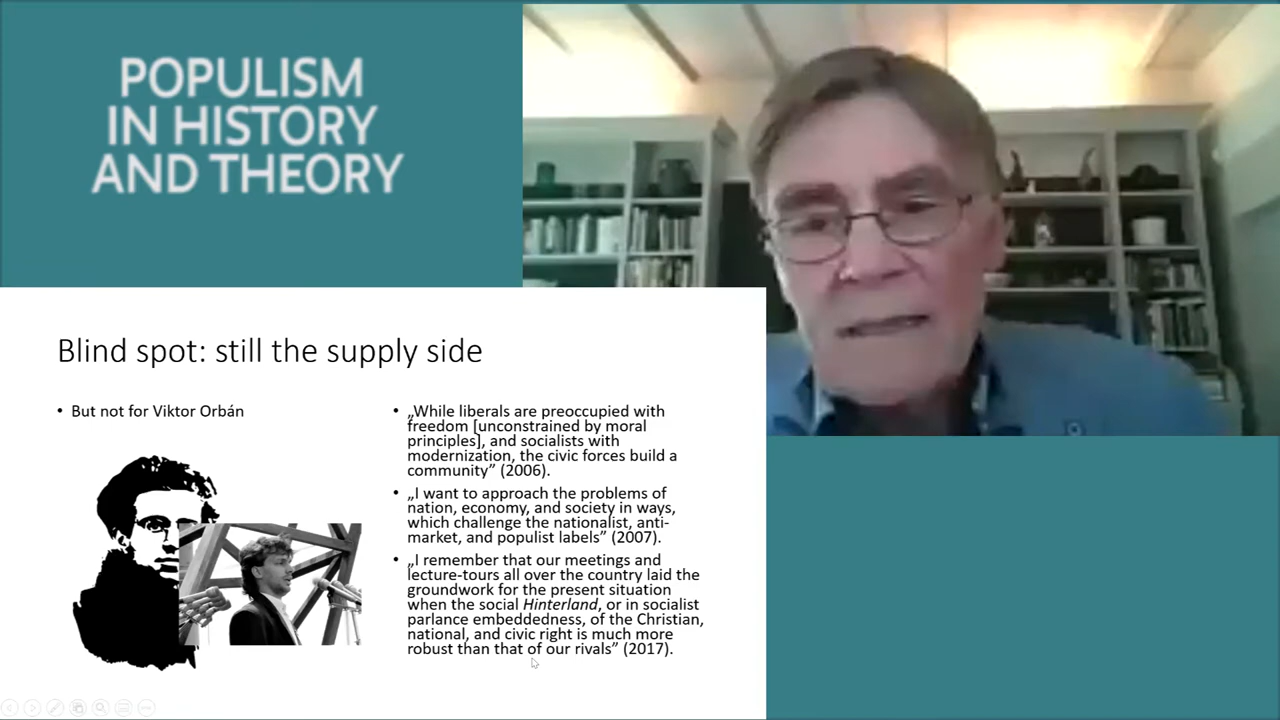 POPULISM
IN HISTORY
AND THEORY
Blind spot: still the supply side
• But not for Viktor Orbán
• „While liberals are preoccupied with
freedom [unconstrained by moral
principles], and socialists with
modernization, the civic forces build a
community” (2006).
• „I want to approach the problems of
nation, economy, and society in ways,
which challenge the nationalist, anti-
market, and populist labels” (2007).
• „I remember that our meetings and
lecture-tours all over the country laid the
groundwork for the present situation
when the social Hinterland, or in socialist
parlance embeddedness, of the Christian,
national, and civic right is much more
robust than that of our rivals” (2017).